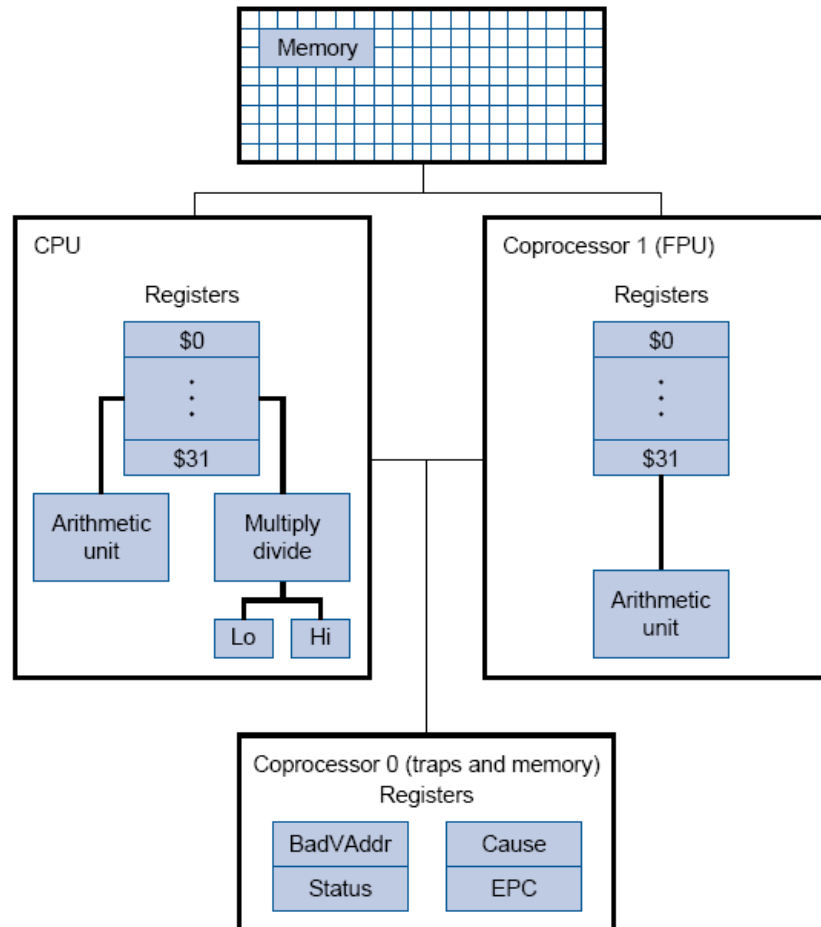 Memory
CPU
Registers
$0
$31
Arithmetic
unit
Multiply
divide
Lo
Hi
Coprocessor 1 (FPU)
Registers
$0
$31
Arithmetic
unit
Coprocessor 0 (traps and memory)
Registers
BadVAddr
Status
Cause
EPC